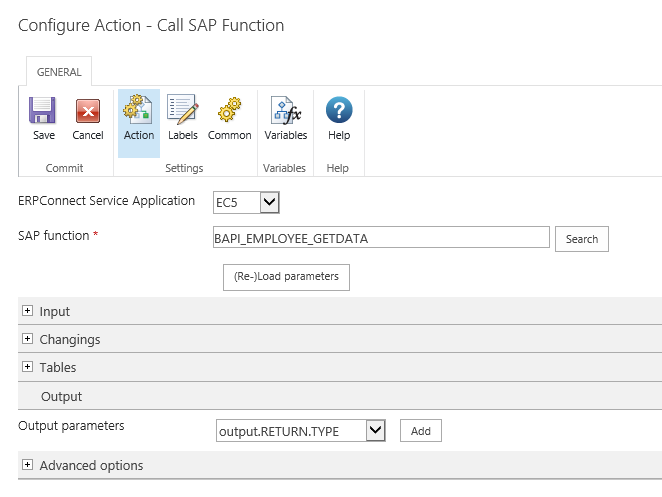 Configure Action - Call SAP Function
GENERAL
Save Cancel Action Labels Common Variables Help
Commit Settings Variables Help
ERPConnect Service Application EC5
SAP function * BAPI_EMPLOYEE_GETDATA Search
(Re-)Load parameters
Input
Changings
Tables
Output
Output parameters output.RETURN.TYPE Add
Advanced options